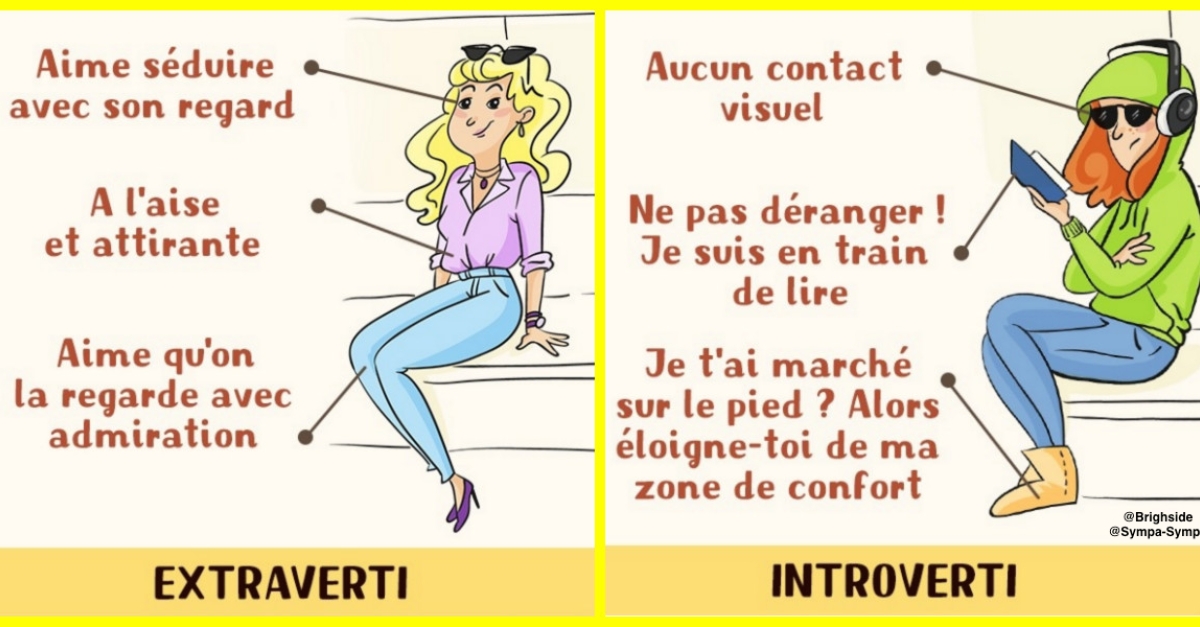 Aime séduire
avec son regard
A l'aise
et attirante
Aime qu'on
la regarde avec
admiration
EXTRAVERTI
Aucun contact
visuel
Ne pas déranger !
Je suis en train
de lire
Je t'ai marché
sur le pied ? Alors
éloigne-toi de ma
zone de confort
@Brighside
@Sympa-Symp
INTROVERTI